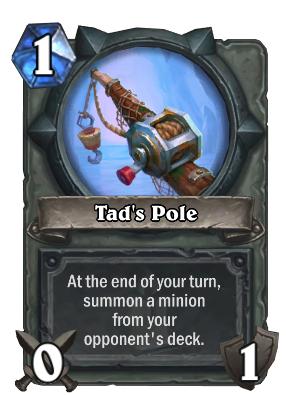 1
Tad's Pole
At the end of your turn,
summon a minion
from your
opponent's deck.
0
1